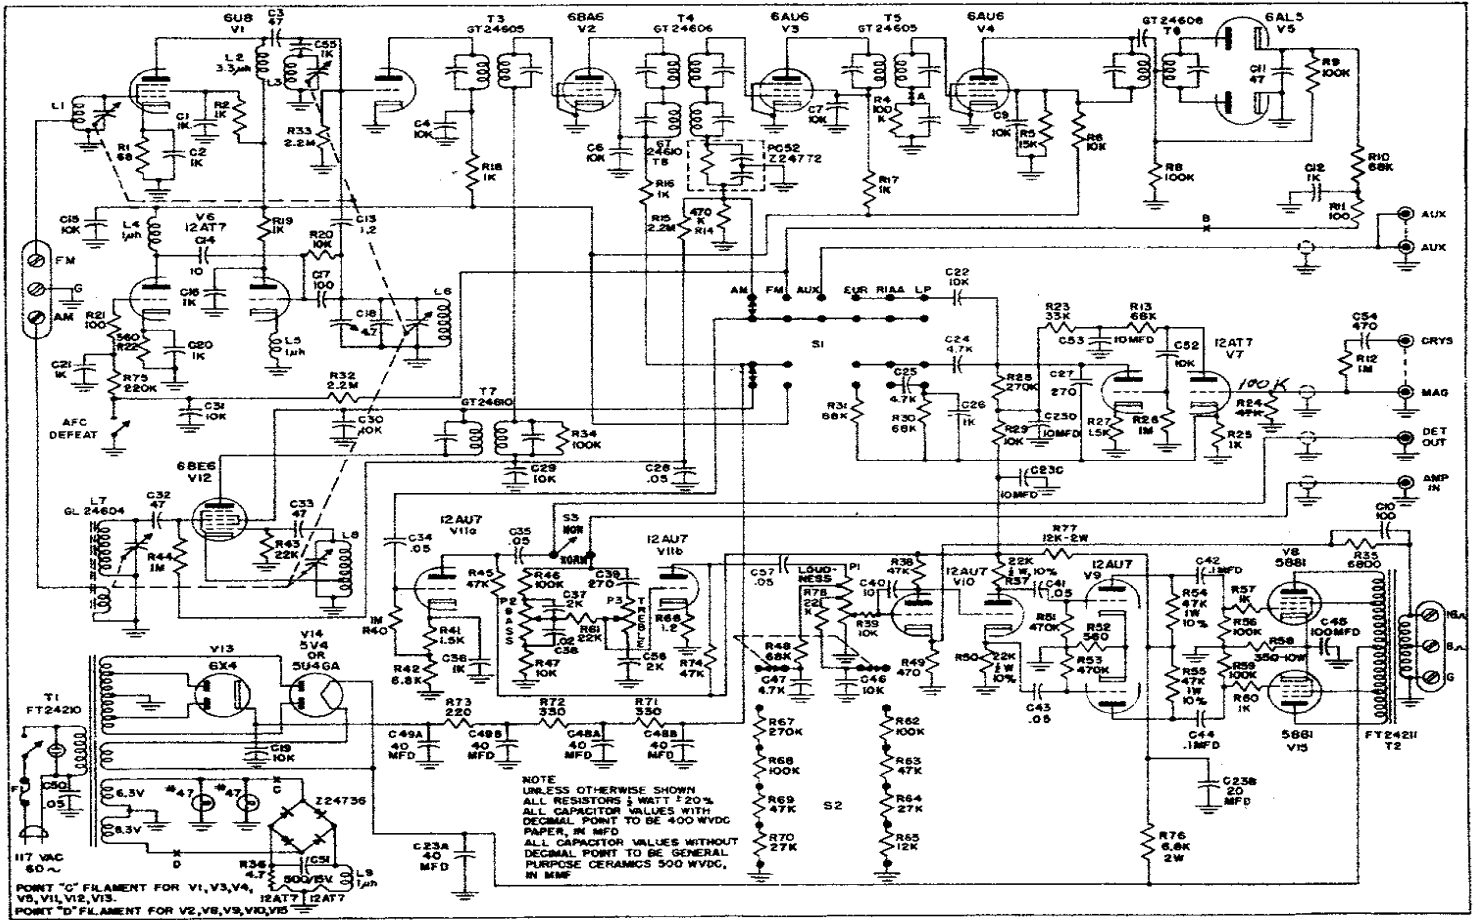 6U8
V1
C3
47
C55
1K
L2
3.3µh
L3
L1
C1
1K
R2
1K
R1
68
C2
1K
R33
2.2M
T3
GT24605
C4
10K
R18
1K
6BA6
V2
T4
GT24606
C6
10K
GT
24610
T8
PC52
Z24772
R16
1K
R15
2.2M
470
K
R14
6AU6
V3
C7
10K
T5
GT24605
R4
100
K
A
R17
1K
6AU6
V4
C9
10K
R5
15K
R6
10K
GT24608
T6
R8
100K
6AL5
V5
C11
47
R9
100K
C12
1K
R10
68K
R11
100
B
AUX
AUX
C15
10K
L4
1µh
V6
12AT7
C14
10
R19
1K
R20
10K
C13
1.2
C17
100
C16
1K
FM
G
AM
R21
100
560
R22
C20
1K
L5
1µh
C18
4.7
L6
C21
1K
R75
220K
R32
2.2M
C31
10K
C30
10K
AFC
DEFEAT
T7
GT24610
R34
100K
C29
10K
C28
.05
AM
FM
AUX
EUR
RIAA
LP
S1
C22
10K
C24
4.7K
C25
4.7K
R31
68K
R30
68K
C26
1K
R28
270K
R29
10K
C27
270
C23D
10MFD
C23C
10MFD
R23
33K
R13
68K
C53
10MFD
C52
10K
12AT7
V7
R27
1.5K
R26
1M
R25
1K
100K
R24
47K
C54
470
R12
1M
CRYS
MAG
DET
OUT
AMP
IN
6BE6
V12
L7
GL 24604
C32
47
C33
47
R43
22K
R44
1M
L8
C34
.05
12AU7
V11a
1M
R40
R41
1.5K
R42
6.8K
C36
1K
R45
47K
C35
.05
S3
MON
NORM
R46
100K
P2
BASS
C37
2K
.02
C38
R47
10K
R61
22K
C39
270
P3
TREBLE
C56
2K
12AU7
V11b
R66
1.2
R74
47K
C57
.05
LOUD-
NESS
P1
R78
22
K
R39
10K
R48
68K
C47
4.7K
C46
10K
C40
10
R38
47K
12AU7
V10
R49
470
22K
½W, 10%
R37
R50
22K
½W
10%
C41
.05
R77
12K-2W
12AU7
V9
R51
470K
R52
560
R53
470K
C43
.05
C42
.1MFD
R54
47K
1W
10%
R55
47K
1W
10%
C44
.1MFD
R57
1K
R56
100K
R59
100K
R60
1K
R58
350-10W
V8
5881
C45
100MFD
5881
V15
C10
100
R35
6800
16Ω
8Ω
G
FT24211
T2
T1
FT24210
V13
6X4
V14
5V4
OR
5U4GA
C19
10K
F1
C50
.05
117 VAC
60~
6.3V
6.3V
#47
#47
C
D
Z24736
R36
4.7
C51
500/15V
L9
1µh
12AT7
12AT7
R73
220
R72
330
R71
330
C49A
40
MFD
C49B
40
MFD
C48A
40
MFD
C48B
40
MFD
C23A
40
MFD
R67
270K
R68
100K
R69
47K
R70
27K
S2
R62
100K
R63
47K
R64
27K
R65
12K
C23B
20
MFD
R76
6.8K
2W
NOTE
UNLESS OTHERWISE SHOWN
ALL RESISTORS ½ WATT ±20%
ALL CAPACITOR VALUES WITH
DECIMAL POINT TO BE 400 WVDC
PAPER, IN MFD
ALL CAPACITOR VALUES WITHOUT
DECIMAL POINT TO BE GENERAL
PURPOSE CERAMICS 500 WVDC,
IN MMF
POINT "C" FILAMENT FOR V1,V3,V4,
V5,V11,V12,V13.
POINT "D" FILAMENT FOR V2,V8,V9,V10,V15